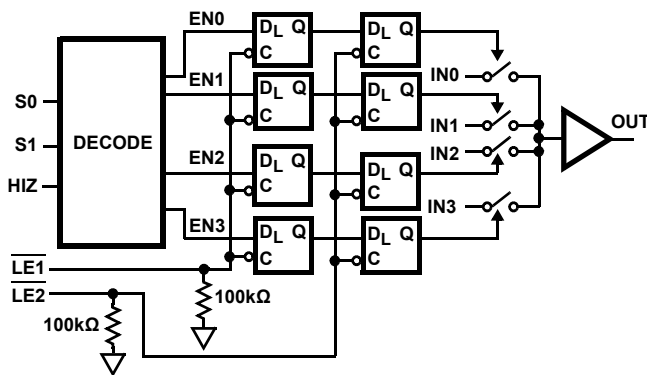 EN0
D_L Q
C
D_L Q
C
IN0
EN1
D_L Q
C
D_L Q
C
S0
S1
HIZ
DECODE
IN1
IN2
OUT
EN2
D_L Q
C
D_L Q
C
IN3
EN3
D_L Q
C
D_L Q
C
LE1
LE2
100kΩ
100kΩ